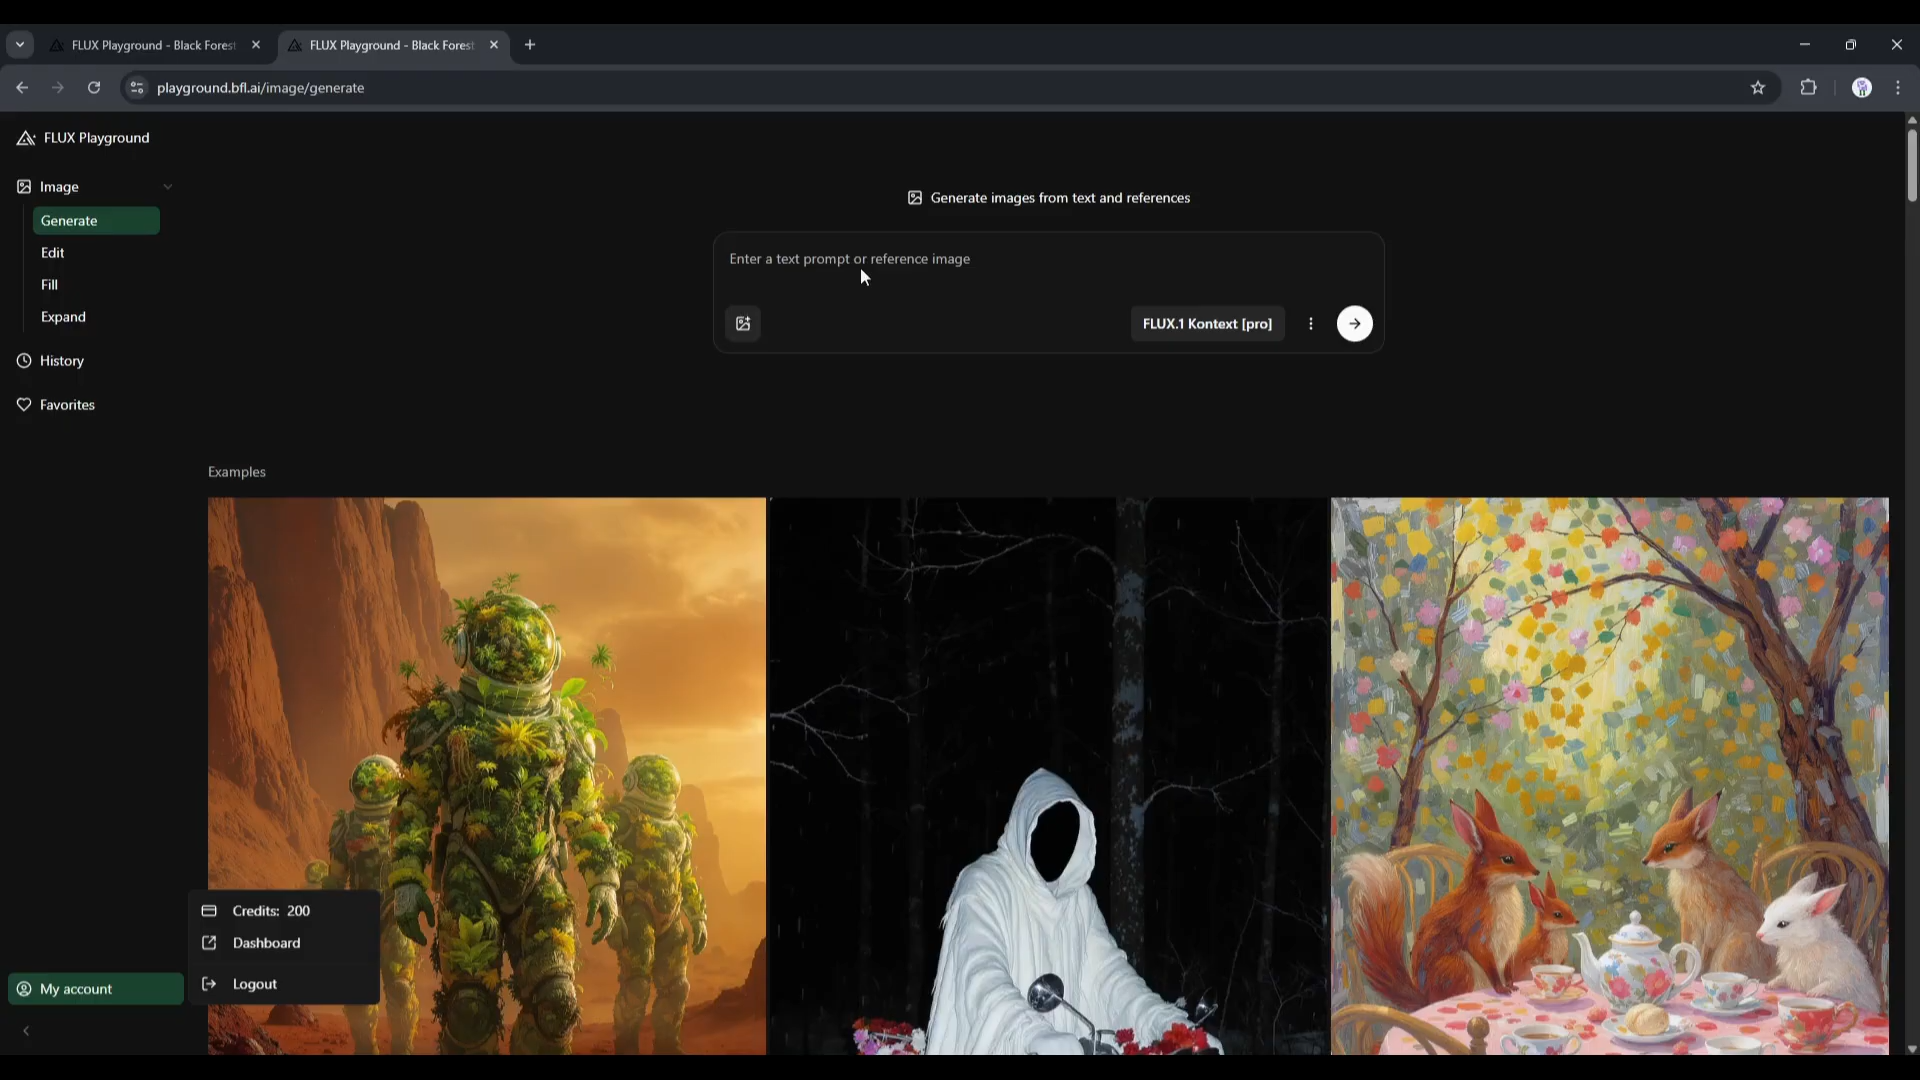 FLUX Playground - Black Forest
FLUX Playground - Black Forest
playground.bfl.ai/image/generate
FLUX Playground
Image
Generate
Edit
Fill
Expand
History
Favorites
Generate images from text and references
Enter a text prompt or reference image
FLUX.1 Kontext [pro]
Examples
Credits: 200
Dashboard
Logout
My account